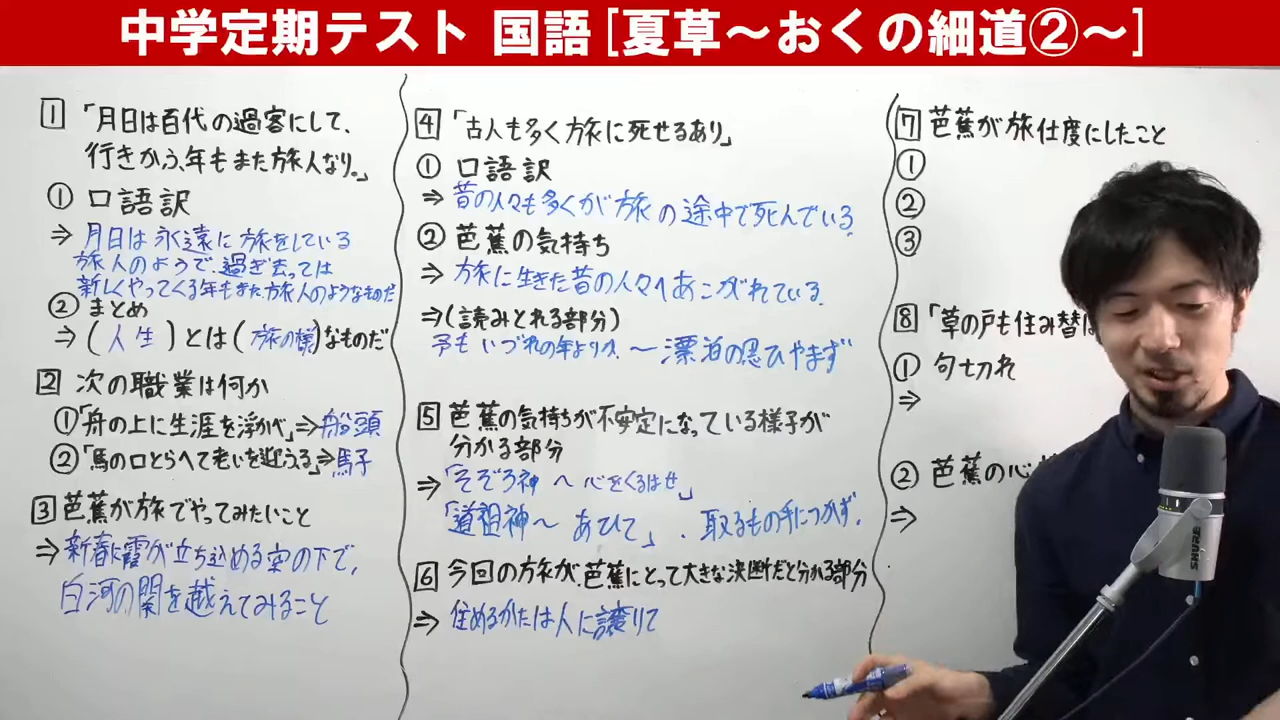 中学定期テスト 国語[夏草～おくの細道②～]
1 「月日は百代の過客にして、
行きかふ年もまた旅人なり。」
① 口語訳
⇒ 月日は永遠に旅をしている
旅人のようで、過ぎ去っては
新しくやってくる年もまた、旅人のようなものだ
② まとめ
⇒ (人生)とは(旅の様)なものだ
2 次の職業は何か
①「舟の上に生涯を浮かべ」⇒船頭
②「馬の口とらへて老いを迎うる」⇒馬子
3 芭蕉が旅でやってみたいこと
⇒ 新春に霞が立ち込める空の下で、
白河の関を越えてみること
4 「古人も多く旅に死せるあり」
① 口語訳
⇒ 昔の人々も多くが旅の途中で死んでいる。
② 芭蕉の気持ち
⇒ 旅に生きた昔の人々へあこがれている。
⇒(読みとれる部分)
予もいづれの年よりか、～漂泊の思ひやまず
5 芭蕉の気持ちが不安定になっている様子が
分かる部分
⇒ 「そぞろ神～心をくるはせ」
「道祖神～あひて」、取るもの手につかず。
6 今回の旅が、芭蕉にとって大きな決断だと分かる部分
⇒ 住めるかたは人に譲りて
7 芭蕉が旅仕度にしたこと
①
②
③
8 「草の戸も住み替
① 句切れ
⇒
② 芭蕉の心
⇒
SHURE